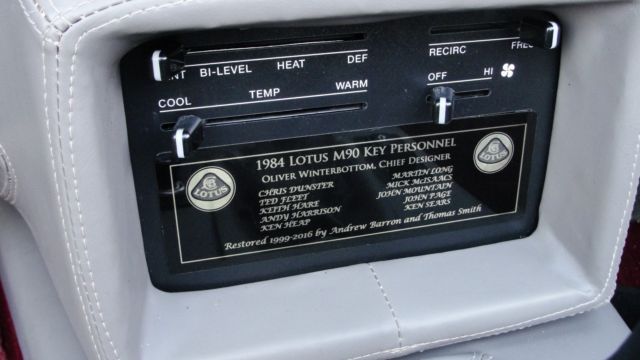 VENT BI-LEVEL HEAT DEF
COOL TEMP WARM
RECIRC FRESH
OFF HI
1984 LOTUS M90 KEY PERSONNEL
OLIVER WINTERBOTTOM, CHIEF DESIGNER
CHRIS DUNSTER
TED FLEET
KEITH HARE
ANDY HARRISON
KEN HEAP
MARTIN LONG
MICK McISAACS
JOHN MOUNTAIN
JOHN PAGE
KEN SEARS
Restored 1999-2016 by Andrew Barron and Thomas Smith
LOTUS
LOTUS